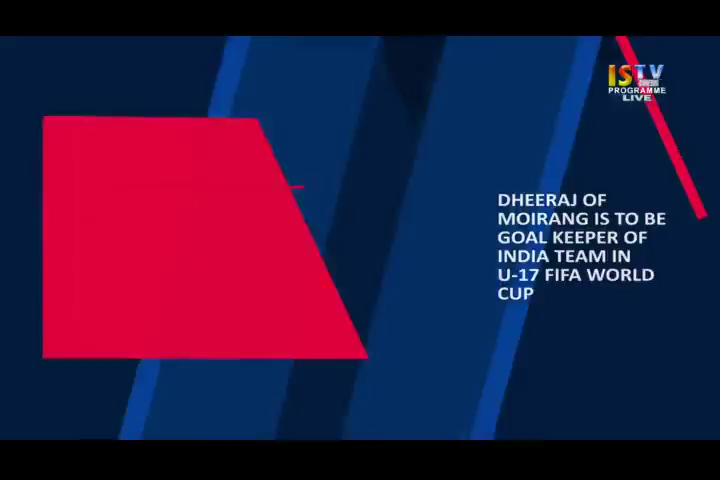 ISTV
PROGRAMME
LIVE
DHEERAJ OF
MOIRANG IS TO BE
GOAL KEEPER OF
INDIA TEAM IN
U-17 FIFA WORLD
CUP